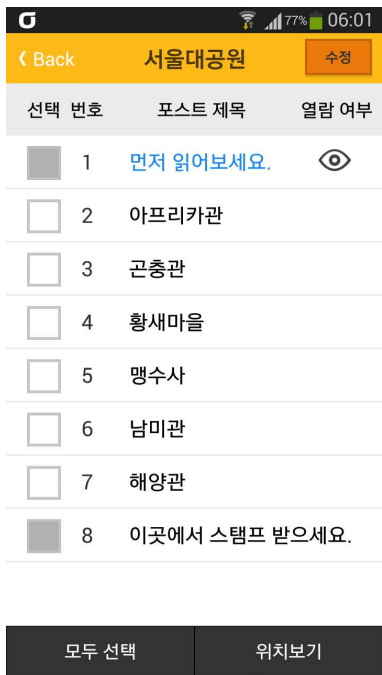 77% 06:01
Back 서울대공원 수정
선택 번호 포스트 제목 열람 여부
1 먼저 읽어보세요.
2 아프리카관
3 곤충관
4 황새마을
5 맹수사
6 남미관
7 해양관
8 이곳에서 스탬프 받으세요.
모두 선택 위치보기